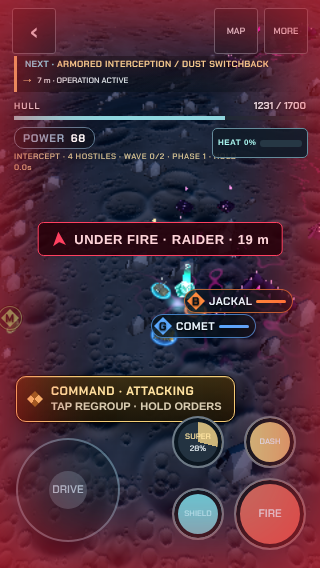 ‹
MAP
MORE
NEXT · ARMORED INTERCEPTION / DUST SWITCHBACK
→ 7 m · OPERATION ACTIVE
HULL
1231 / 1700
POWER 68
HEAT 0%
INTERCEPT · 4 HOSTILES · WAVE 0/2 · PHASE 1 ·
0.0s
UNDER FIRE · RAIDER · 19 m
JACKAL
COMET
COMMAND · ATTACKING
TAP REGROUP · HOLD ORDERS
SUPER
28%
DASH
DRIVE
SHIELD
FIRE